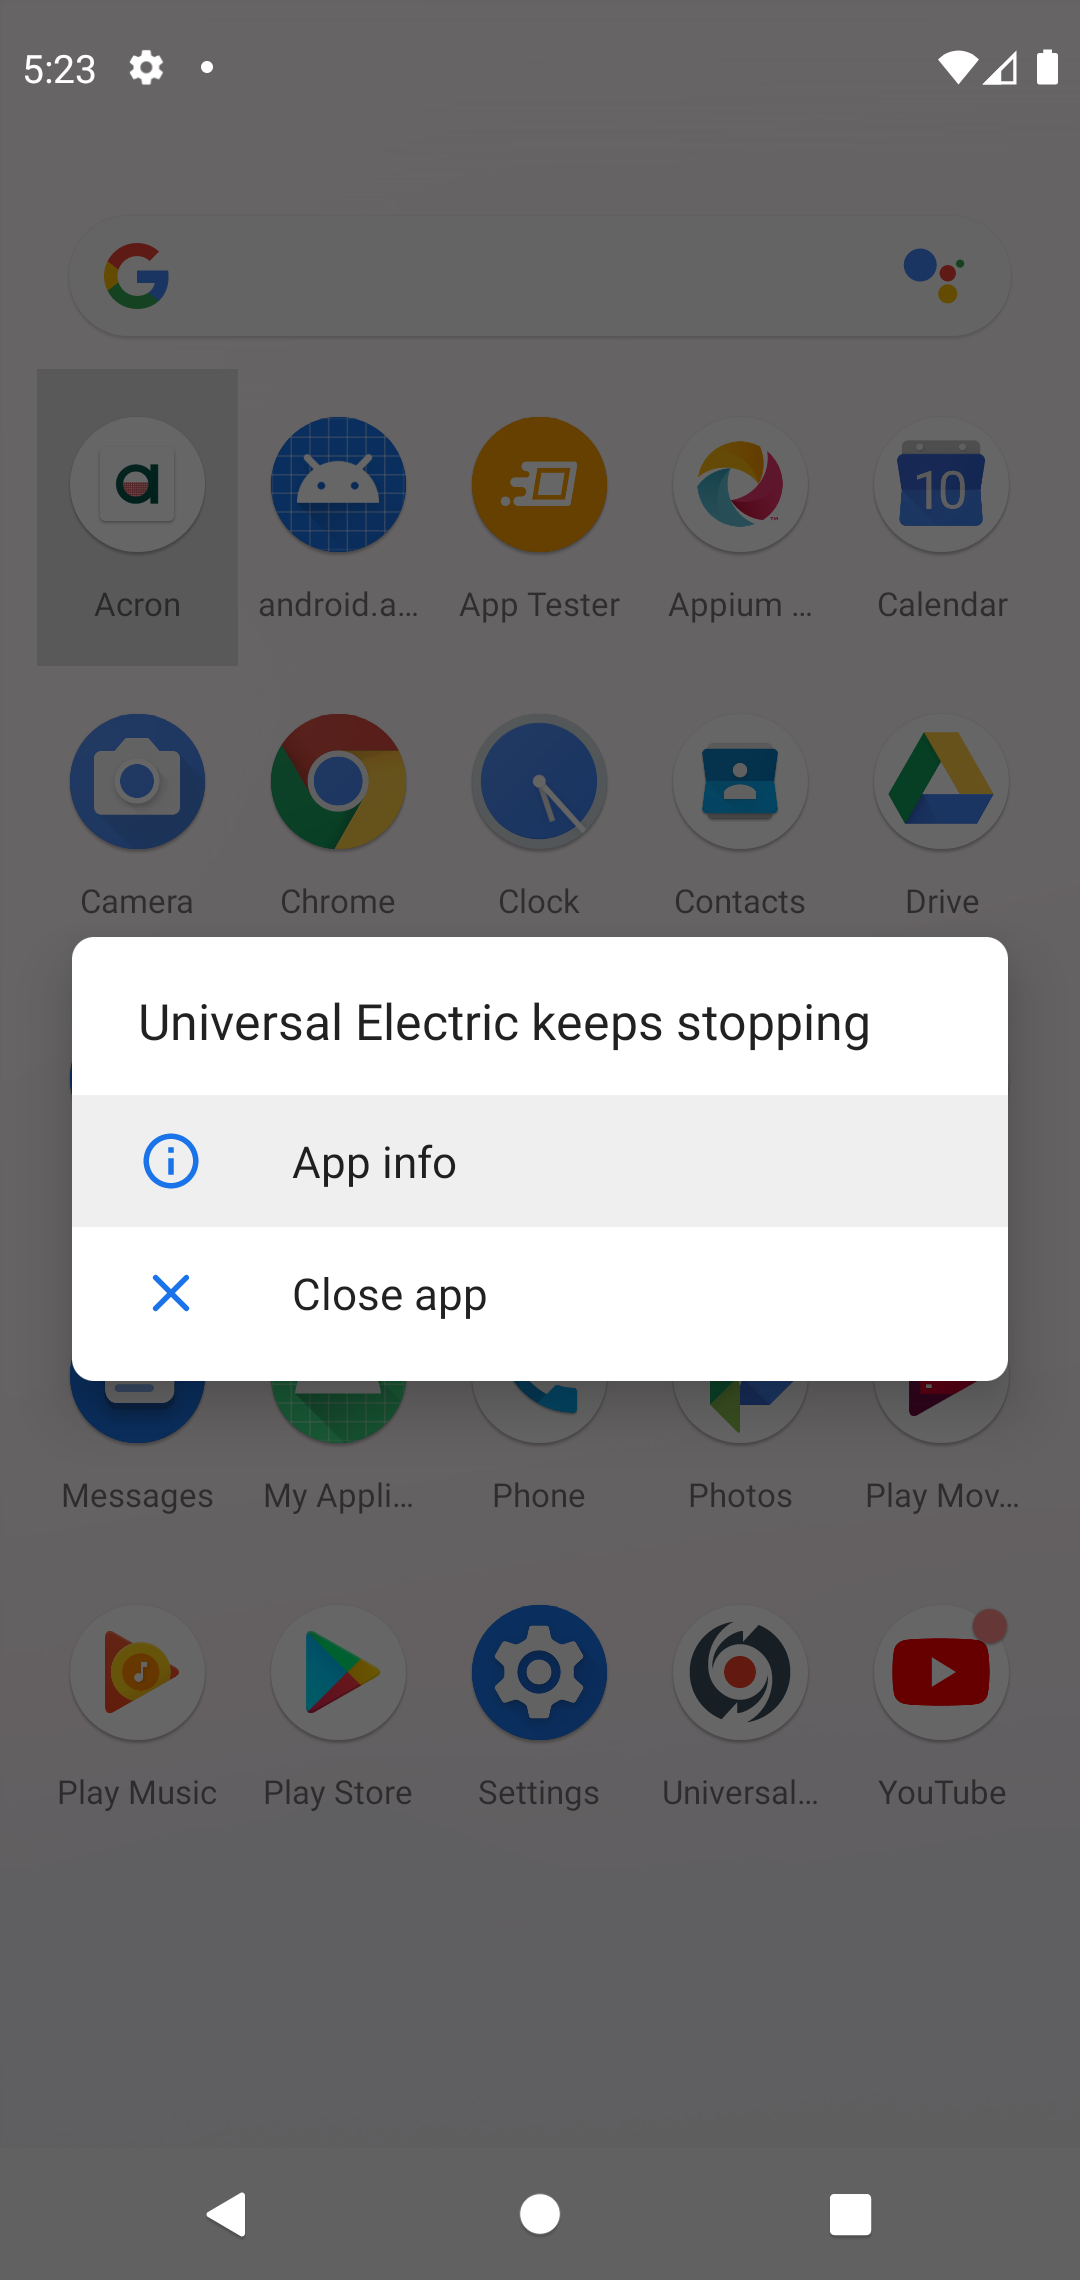 5:23
Acron
android.a...
App Tester
Appium ...
Calendar
10
Camera
Chrome
Clock
Contacts
Drive
Universal Electric keeps stopping
App info
Close app
Messages
My Appli...
Phone
Photos
Play Mov...
Play Music
Play Store
Settings
Universal...
YouTube